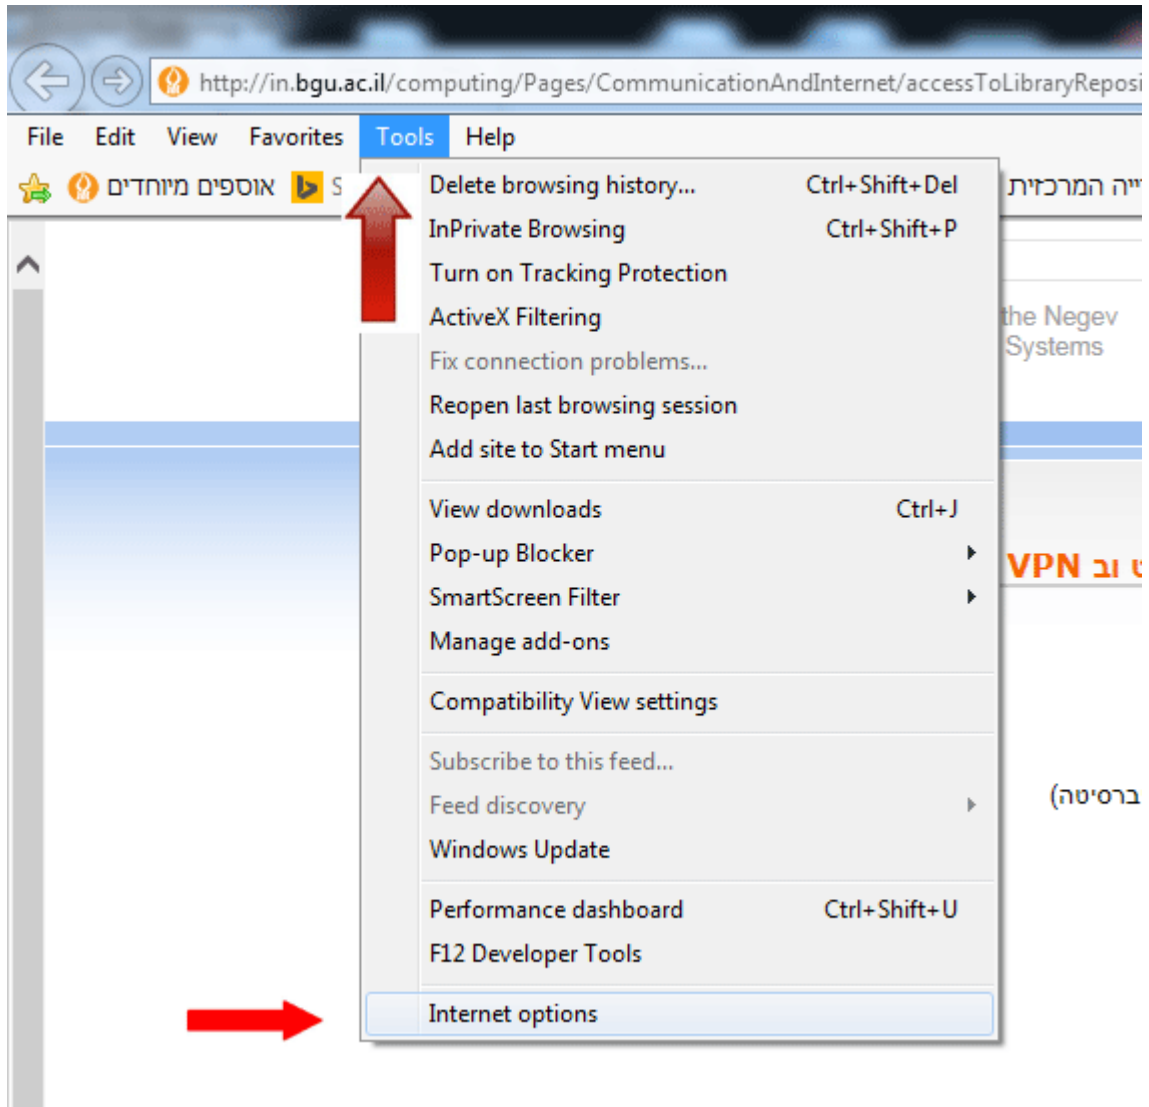 http://in.bgu.ac.il/computing/Pages/CommunicationAndInternet/accessToLibraryReposi
File Edit View Favorites Tools Help
אוספים מיוחדים S
ייה המרכזית
Delete browsing history... Ctrl+Shift+Del
InPrivate Browsing Ctrl+Shift+P
Turn on Tracking Protection
ActiveX Filtering
the Negev
Systems
Fix connection problems...
Reopen last browsing session
Add site to Start menu
View downloads Ctrl+J
Pop-up Blocker
וב VPN
SmartScreen Filter
Manage add-ons
Compatibility View settings
Subscribe to this feed...
Feed discovery
ברסיטה)
Windows Update
Performance dashboard Ctrl+Shift+U
F12 Developer Tools
Internet options